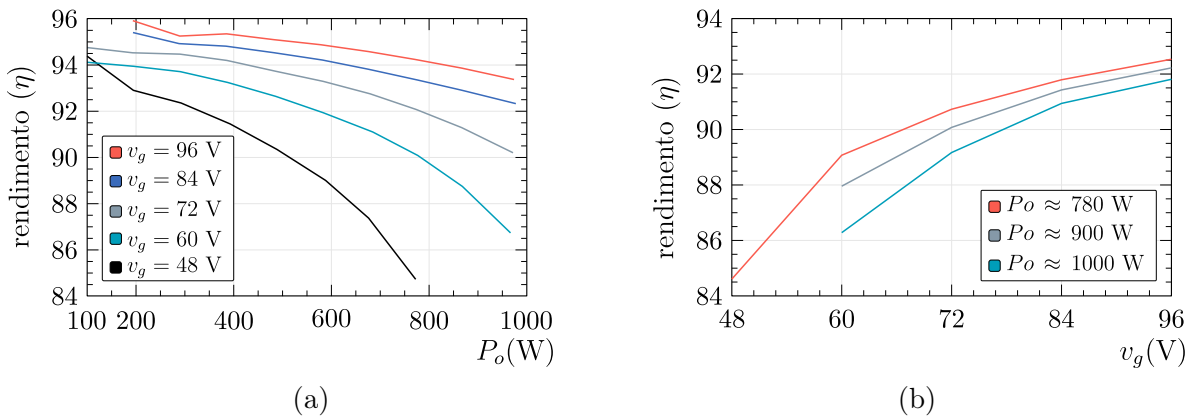 rendimento (η)
96
94
92
90
88
86
84
v_g = 96 V
v_g = 84 V
v_g = 72 V
v_g = 60 V
v_g = 48 V
100 200 400 600 800 1000
P_o(W)
(a)
rendimento (η)
94
92
90
88
86
84
Po ≈ 780 W
Po ≈ 900 W
Po ≈ 1000 W
48 60 72 84 96
v_g(V)
(b)